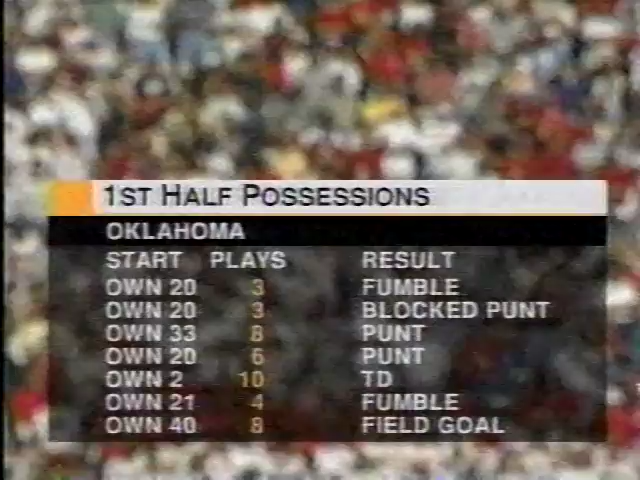 1ST HALF POSSESSIONS
OKLAHOMA
START PLAYS RESULT
OWN 20 3 FUMBLE
OWN 20 3 BLOCKED PUNT
OWN 33 8 PUNT
OWN 20 6 PUNT
OWN 2 10 TD
OWN 21 4 FUMBLE
OWN 40 8 FIELD GOAL